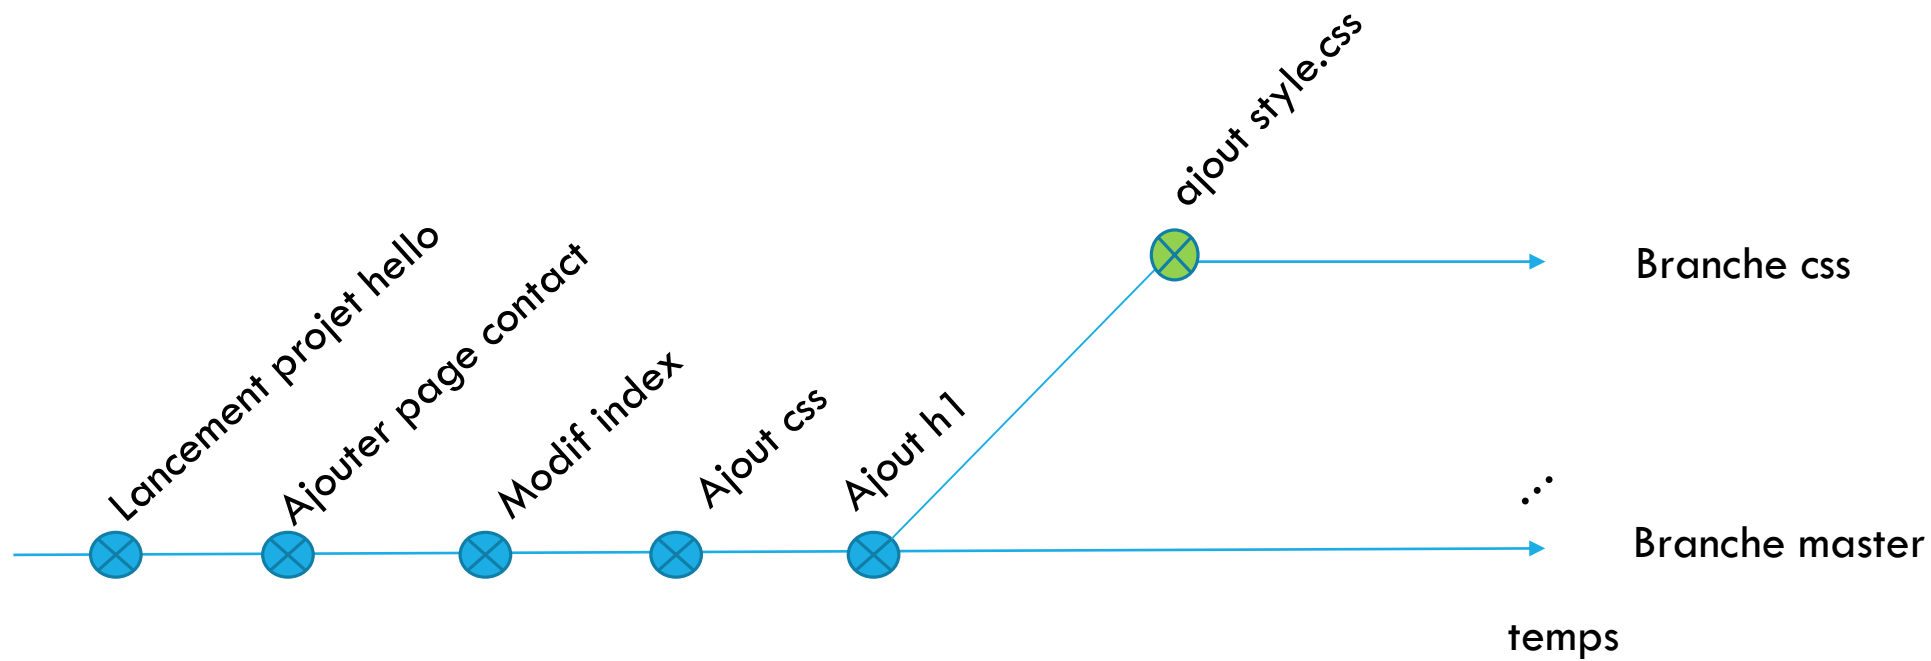 Lancement projet hello
Ajouter page contact
Modif index
Ajout css
Ajout h1
ajout style.css
Branche css
...
Branche master
temps